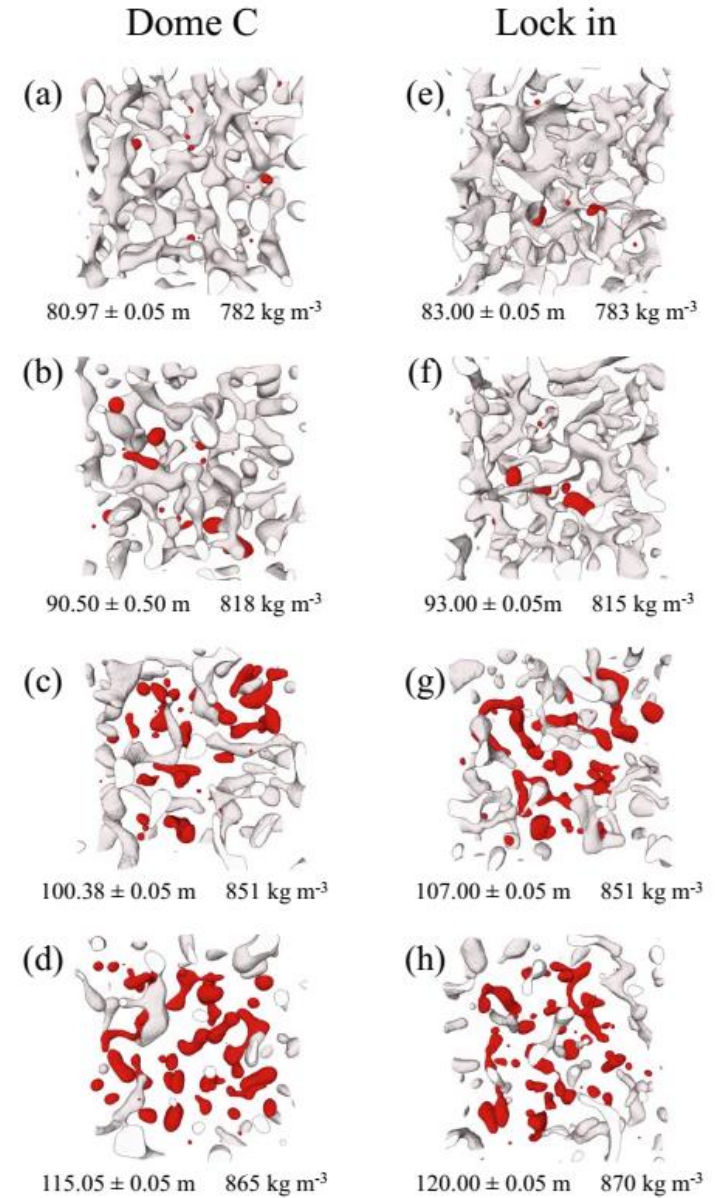 Dome C Lock in
(a) (e)
80.97 ± 0.05 m 782 kg m-3 83.00 ± 0.05 m 783 kg m-3
(b) (f)
90.50 ± 0.50 m 818 kg m-3 93.00 ± 0.05m 815 kg m-3
(c) (g)
100.38 ± 0.05 m 851 kg m-3 107.00 ± 0.05 m 851 kg m-3
(d) (h)
115.05 ± 0.05 m 865 kg m-3 120.00 ± 0.05 m 870 kg m-3